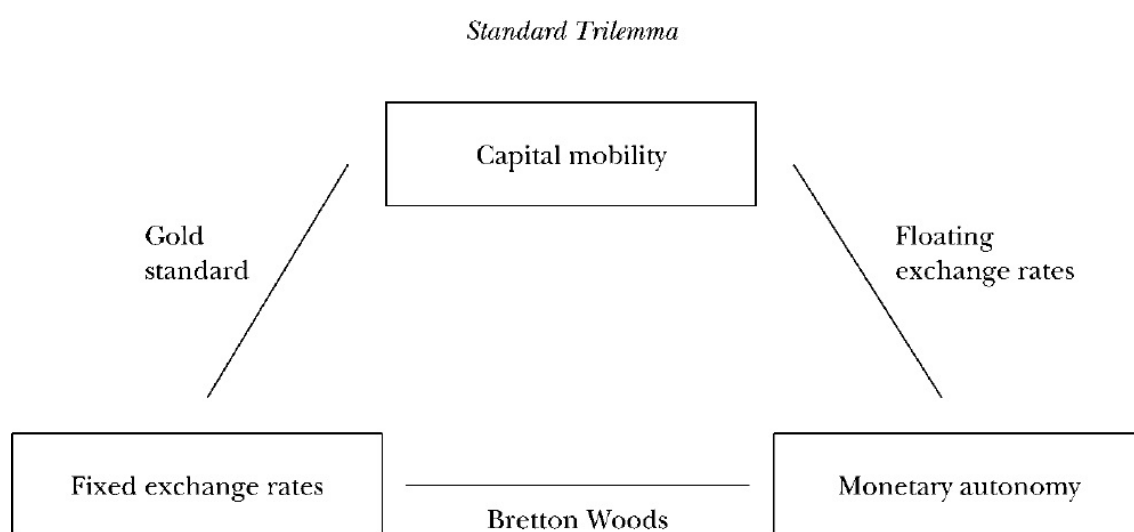 Standard Trilemma
Capital mobility
Gold
standard
Floating
exchange rates
Fixed exchange rates
Monetary autonomy
Bretton Woods